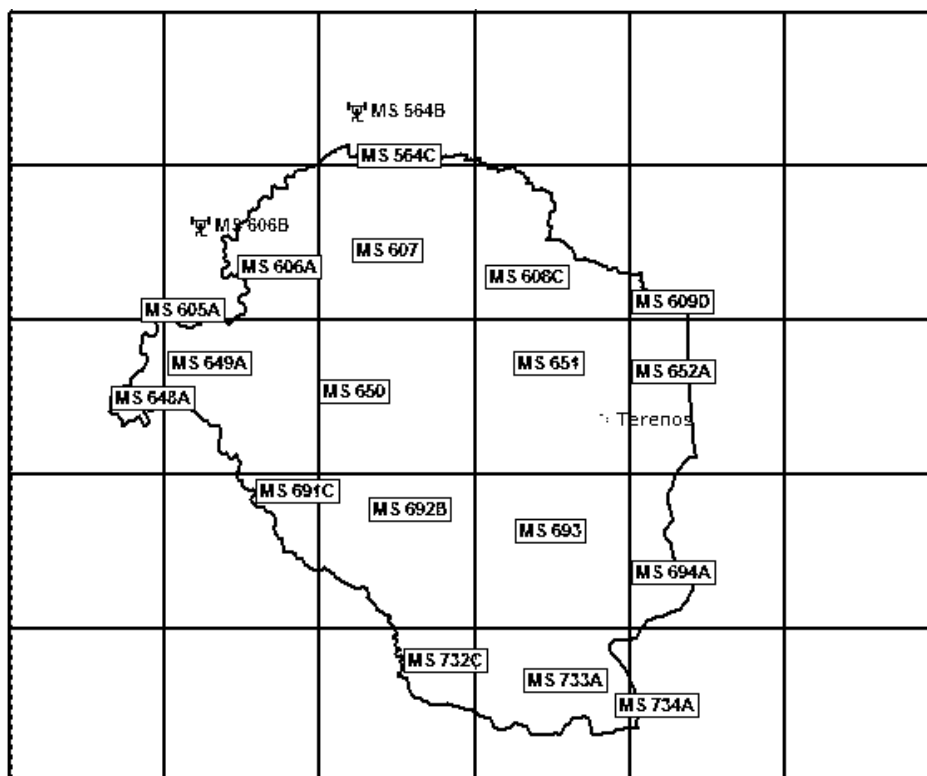 MS 564B
MS 564C
MS 606B
MS 607
MS 606A
MS 608C
MS 609D
MS 605A
MS 649A
MS 651
MS 652A
MS 650
MS 648A
Terenos
MS 691C
MS 692B
MS 693
MS 694A
MS 732C
MS 733A
MS 734A